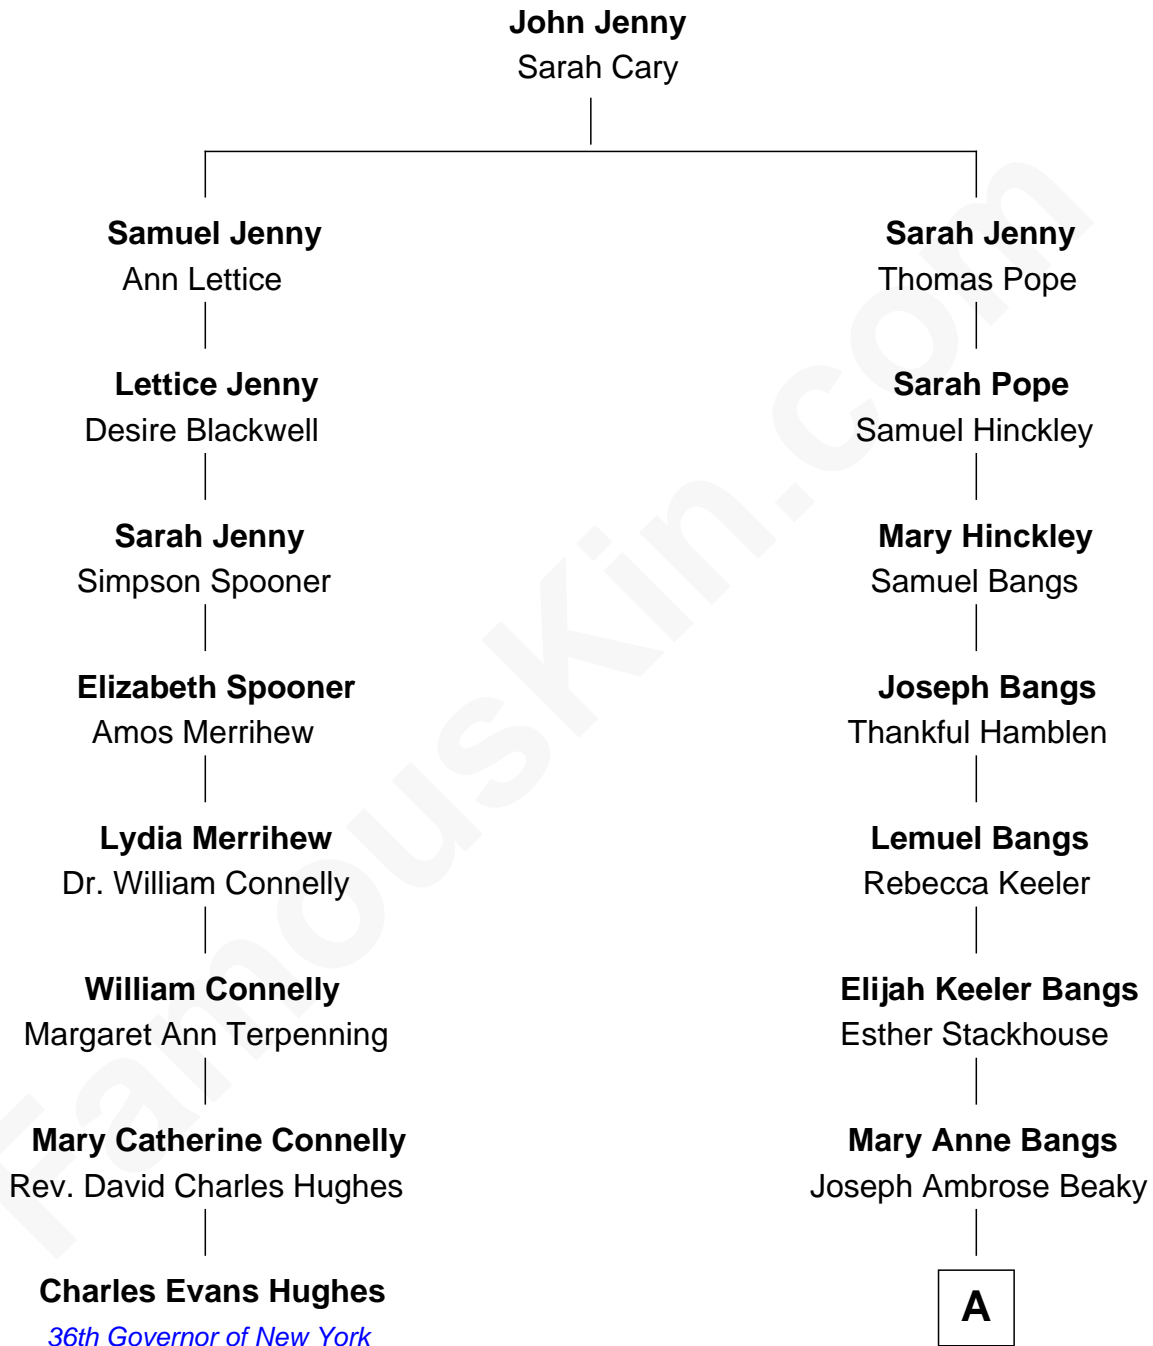 John Jenny
Sarah Cary
Samuel Jenny
Ann Lettice
Lettice Jenny
Desire Blackwell
Sarah Jenny
Simpson Spooner
Elizabeth Spooner
Amos Merrihew
Lydia Merrihew
Dr. William Connelly
William Connelly
Margaret Ann Terpenning
Mary Catherine Connelly
Rev. David Charles Hughes
Charles Evans Hughes
36th Governor of New York
Sarah Jenny
Thomas Pope
Sarah Pope
Samuel Hinckley
Mary Hinckley
Samuel Bangs
Joseph Bangs
Thankful Hamblen
Lemuel Bangs
Rebecca Keeler
Elijah Keeler Bangs
Esther Stackhouse
Mary Anne Bangs
Joseph Ambrose Beaky
A
FamousKin.com